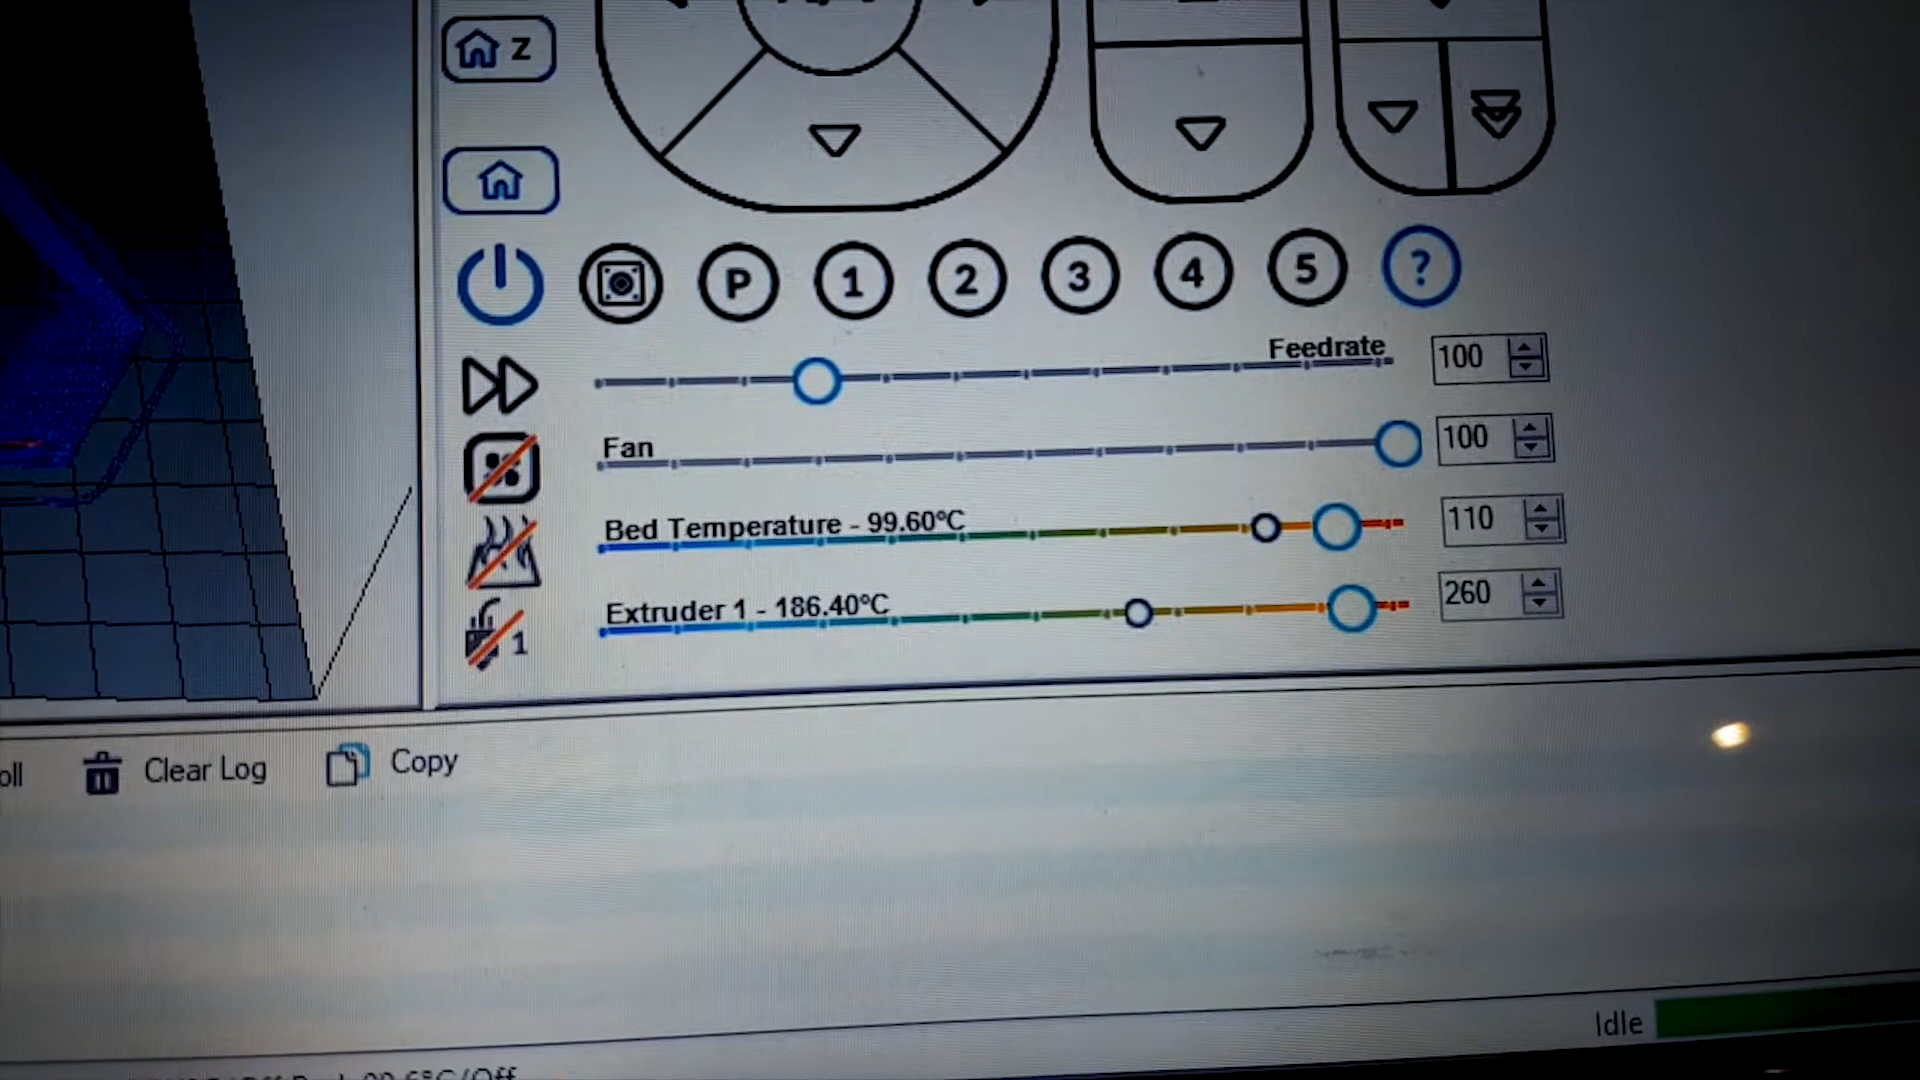 Z
P 1 2 3 4 5 ?
Feedrate 100
Fan 100
Bed Temperature - 99.60°C 110
Extruder 1 - 186.40°C 260
1
Clear Log Copy
Idle